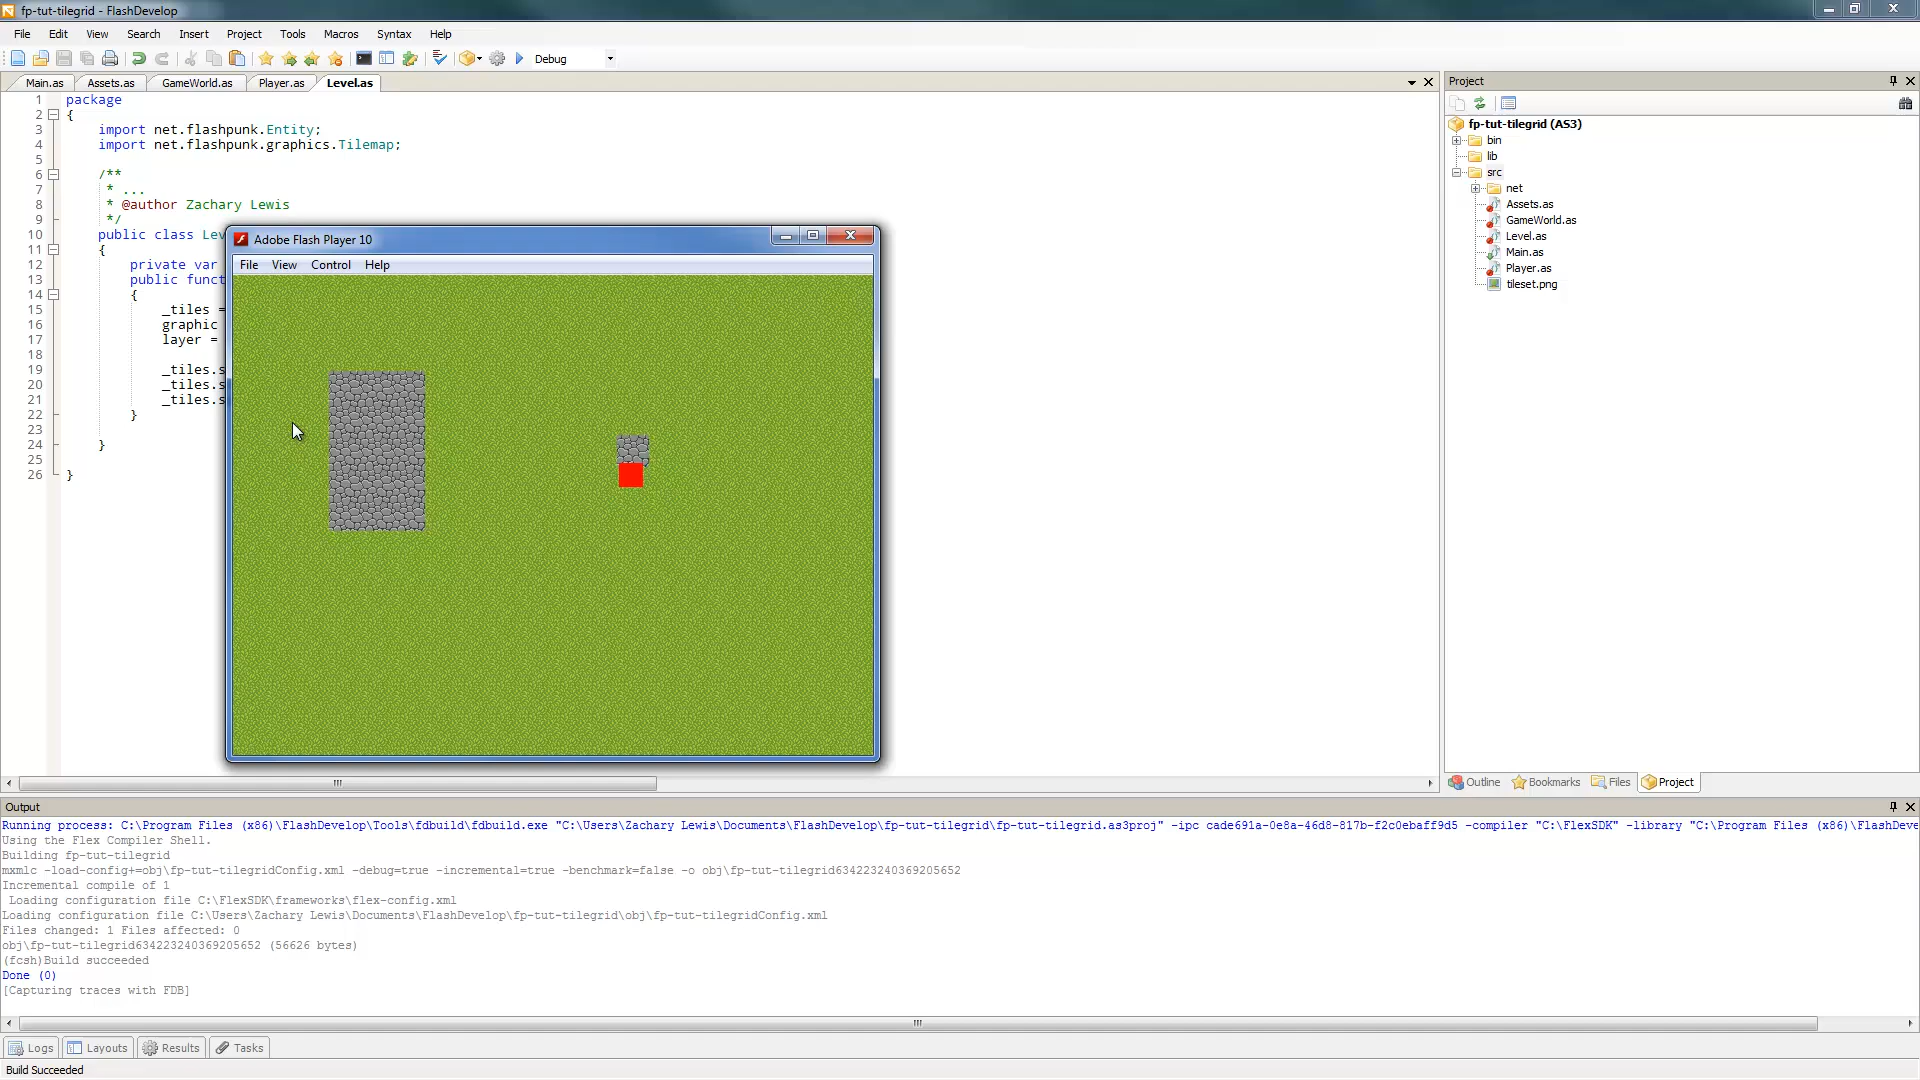 fp-tut-tilegrid - FlashDevelop
File Edit View Search Insert Project Tools Macros Syntax Help
Debug
Main.as Assets.as GameWorld.as Player.as Level.as
1 package
2 {
3 import net.flashpunk.Entity;
4 import net.flashpunk.graphics.Tilemap;
5
6 /**
7 * ...
8 * @author Zachary Lewis
9 */
10 public class Lev
11 {
12 private var
13 public funct
14 {
15 _tiles =
16 graphic
17 layer =
18
19 _tiles.s
20 _tiles.s
21 _tiles.s
22 }
23
24 }
25
26 }
Adobe Flash Player 10
File View Control Help
Project
fp-tut-tilegrid (AS3)
bin
lib
src
net
Assets.as
GameWorld.as
Level.as
Main.as
Player.as
tileset.png
Outline Bookmarks Files Project
Output
Running process: C:\Program Files (x86)\FlashDevelop\Tools\fdbuild\fdbuild.exe "C:\Users\Zachary Lewis\Documents\FlashDevelop\fp-tut-tilegrid\fp-tut-tilegrid.as3proj" -ipc cade691a-0e8a-46d8-817b-f2c0ebaff9d5 -compiler "C:\FlexSDK" -library "C:\Program Files (x86)\FlashDeve
Using the Flex Compiler Shell.
Building fp-tut-tilegrid
mxmlc -load-config+=obj\fp-tut-tilegridConfig.xml -debug=true -incremental=true -benchmark=false -o obj\fp-tut-tilegrid634223240369205652
Incremental compile of 1
Loading configuration file C:\FlexSDK\frameworks\flex-config.xml
Loading configuration file C:\Users\Zachary Lewis\Documents\FlashDevelop\fp-tut-tilegrid\obj\fp-tut-tilegridConfig.xml
Files changed: 1 Files affected: 0
obj\fp-tut-tilegrid634223240369205652 (56626 bytes)
(fcsh)Build succeeded
Done (0)
[Capturing traces with FDB]
Logs Layouts Results Tasks
Build Succeeded